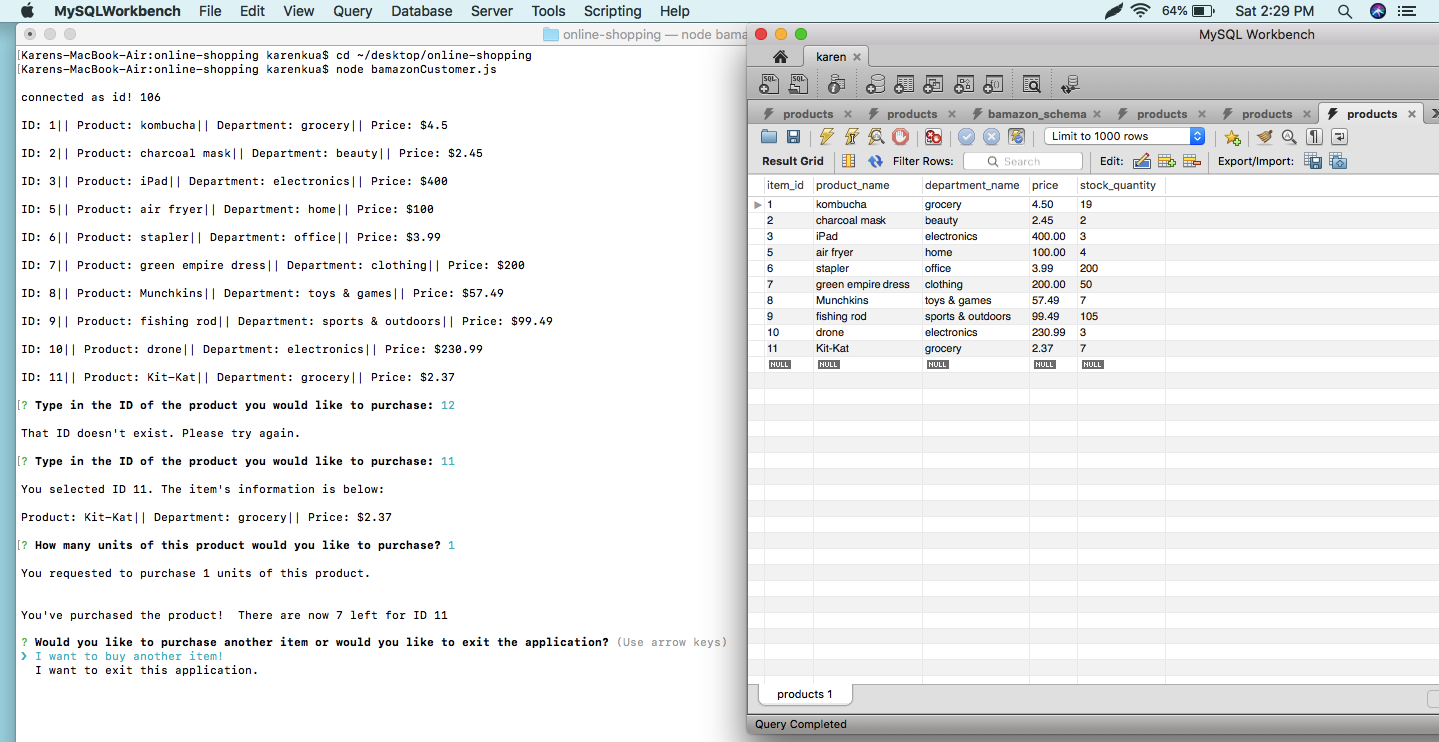 MySQLWorkbench File Edit View Query Database Server Tools Scripting Help 64% Sat 2:29 PM
online-shopping — node bama
[Karens-MacBook-Air:online-shopping karenkua$ cd ~/desktop/online-shopping
[Karens-MacBook-Air:online-shopping karenkua$ node bamazonCustomer.js
connected as id! 106
ID: 1|| Product: kombucha|| Department: grocery|| Price: $4.5
ID: 2|| Product: charcoal mask|| Department: beauty|| Price: $2.45
ID: 3|| Product: iPad|| Department: electronics|| Price: $400
ID: 5|| Product: air fryer|| Department: home|| Price: $100
ID: 6|| Product: stapler|| Department: office|| Price: $3.99
ID: 7|| Product: green empire dress|| Department: clothing|| Price: $200
ID: 8|| Product: Munchkins|| Department: toys & games|| Price: $57.49
ID: 9|| Product: fishing rod|| Department: sports & outdoors|| Price: $99.49
ID: 10|| Product: drone|| Department: electronics|| Price: $230.99
ID: 11|| Product: Kit-Kat|| Department: grocery|| Price: $2.37
[? Type in the ID of the product you would like to purchase: 12
That ID doesn't exist. Please try again.
[? Type in the ID of the product you would like to purchase: 11
You selected ID 11. The item's information is below:
Product: Kit-Kat|| Department: grocery|| Price: $2.37
[? How many units of this product would you like to purchase? 1
You requested to purchase 1 units of this product.
You've purchased the product!  There are now 7 left for ID 11
? Would you like to purchase another item or would you like to exit the application? (Use arrow keys)
❯ I want to buy another item!
I want to exit this application.
MySQL Workbench
karen
SQL SQL
products products bamazon_schema products products products
Limit to 1000 rows
Result Grid Filter Rows: Search Edit: Export/Import:
item_id product_name department_name price stock_quantity
1 kombucha grocery 4.50 19
2 charcoal mask beauty 2.45 2
3 iPad electronics 400.00 3
5 air fryer home 100.00 4
6 stapler office 3.99 200
7 green empire dress clothing 200.00 50
8 Munchkins toys & games 57.49 7
9 fishing rod sports & outdoors 99.49 105
10 drone electronics 230.99 3
11 Kit-Kat grocery 2.37 7
NULL NULL NULL NULL NULL
products 1
Query Completed